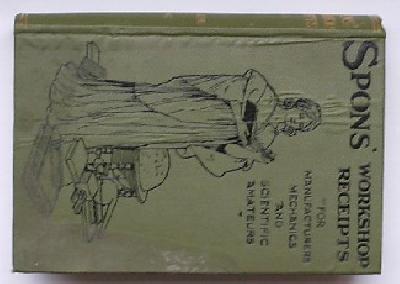 SPONS'
WORKSHOP
RECEIPTS
FOR
MANUFACTURERS
MECHANICS
AND
SCIENTIFIC
AMATEURS